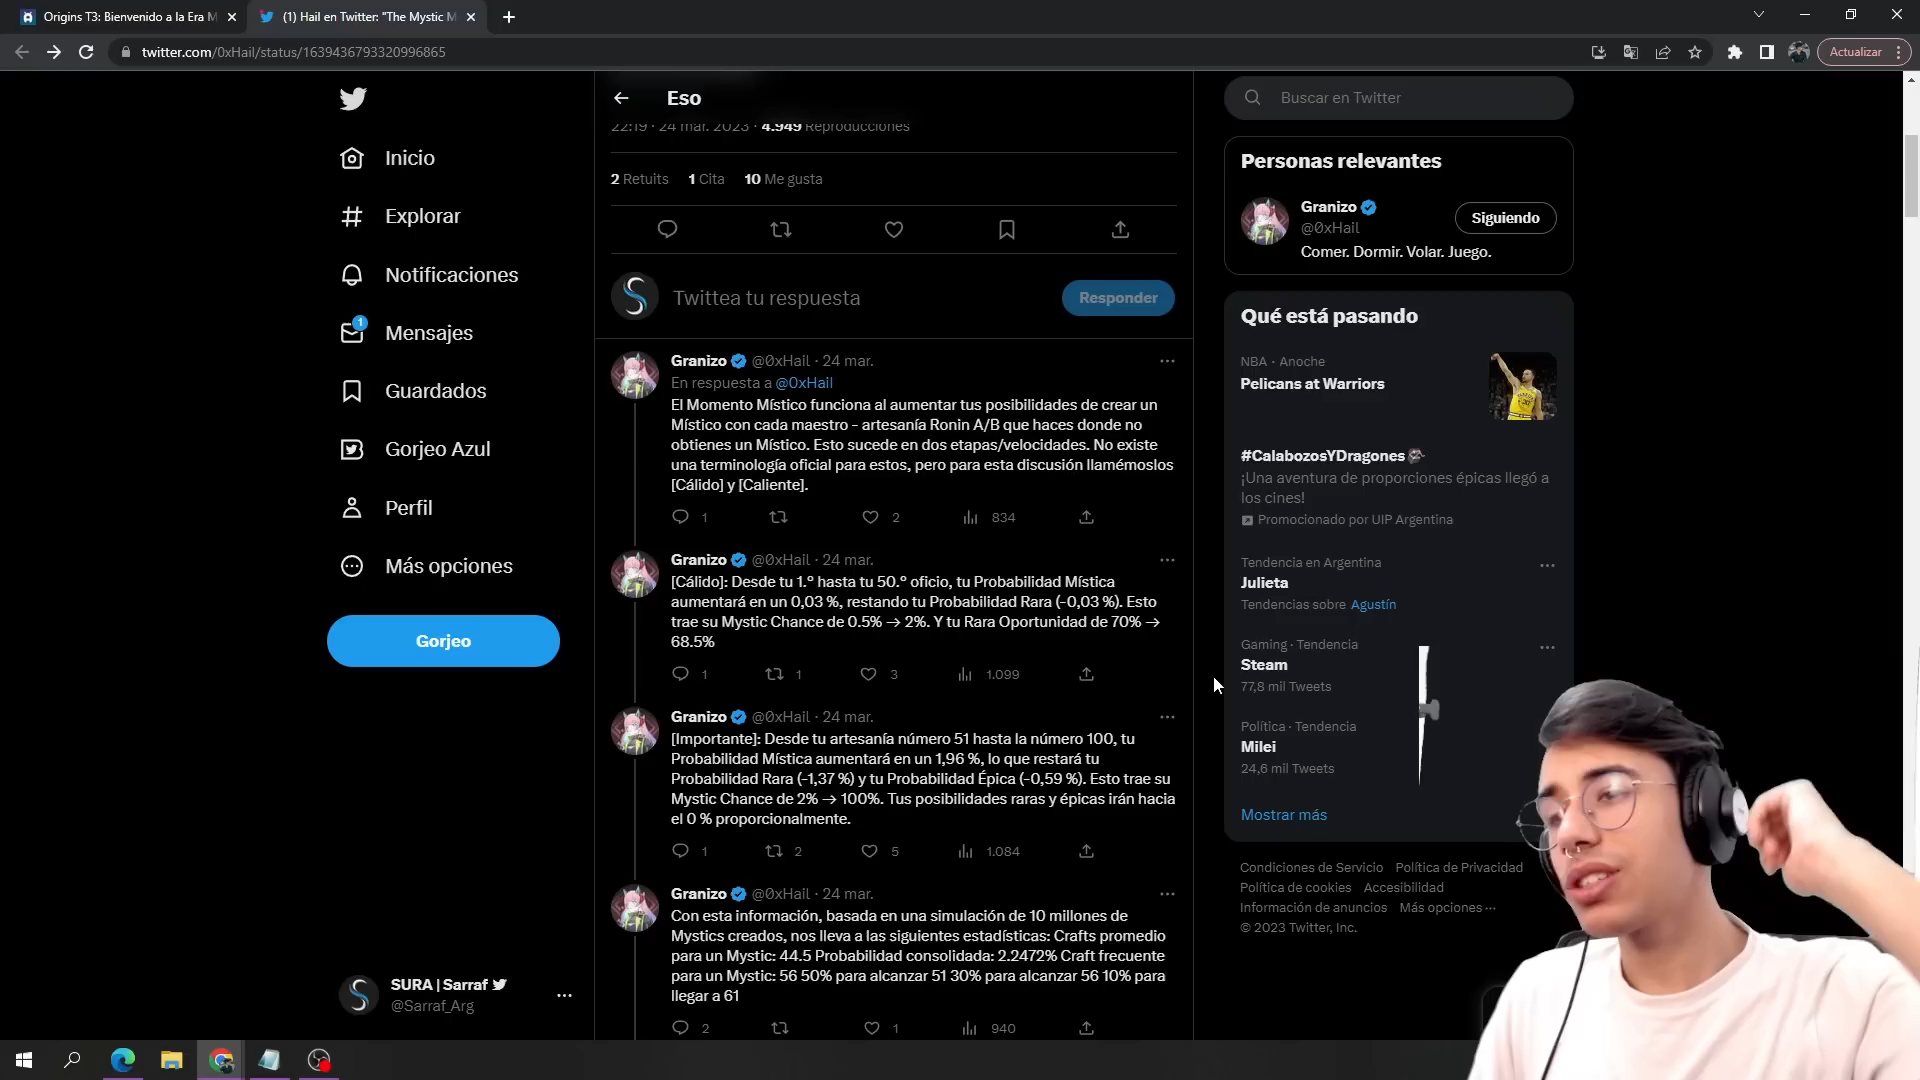 Origins T3: Bienvenido a la Era M
(1) Hail en Twitter: "The Mystic M
twitter.com/0xHail/status/1639436793320996865
Actualizar
Inicio
Explorar
Notificaciones
1
Mensajes
Guardados
Gorjeo Azul
Perfil
Más opciones
Gorjeo
SURA | Sarraf
@Sarraf_Arg
Eso
22:19 · 24 mar. 2023 · 4.949 Reproducciones
2 Retuits 1 Cita 10 Me gusta
Twittea tu respuesta
Responder
Granizo @0xHail · 24 mar.
En respuesta a @0xHail
El Momento Místico funciona al aumentar tus posibilidades de crear un
Místico con cada maestro - artesanía Ronin A/B que haces donde no
obtienes un Místico. Esto sucede en dos etapas/velocidades. No existe
una terminología oficial para estos, pero para esta discusión llamémoslos
[Cálido] y [Caliente].
1 2 834
Granizo @0xHail · 24 mar.
[Cálido]: Desde tu 1.º hasta tu 50.º oficio, tu Probabilidad Mística
aumentará en un 0,03 %, restando tu Probabilidad Rara (-0,03 %). Esto
trae su Mystic Chance de 0.5% → 2%. Y tu Rara Oportunidad de 70% →
68.5%
1 1 3 1.099
Granizo @0xHail · 24 mar.
[Importante]: Desde tu artesanía número 51 hasta la número 100, tu
Probabilidad Mística aumentará en un 1,96 %, lo que restará tu
Probabilidad Rara (-1,37 %) y tu Probabilidad Épica (-0,59 %). Esto trae su
Mystic Chance de 2% → 100%. Tus posibilidades raras y épicas irán hacia
el 0 % proporcionalmente.
1 2 5 1.084
Granizo @0xHail · 24 mar.
Con esta información, basada en una simulación de 10 millones de
Mystics creados, nos lleva a las siguientes estadísticas: Crafts promedio
para un Mystic: 44.5 Probabilidad consolidada: 2.2472% Craft frecuente
para un Mystic: 56 50% para alcanzar 51 30% para alcanzar 56 10% para
llegar a 61
2 1 940
Buscar en Twitter
Personas relevantes
Granizo
@0xHail
Siguiendo
Comer. Dormir. Volar. Juego.
Qué está pasando
NBA · Anoche
Pelicans at Warriors
#CalabozosYDragones
¡Una aventura de proporciones épicas llegó a
los cines!
Promocionado por UIP Argentina
Tendencia en Argentina
Julieta
Tendencias sobre Agustín
Gaming · Tendencia
Steam
77,8 mil Tweets
Política · Tendencia
Milei
24,6 mil Tweets
Mostrar más
Condiciones de Servicio Política de Privacidad
Política de cookies Accesibilidad
Información de anuncios Más opciones ···
© 2023 Twitter, Inc.